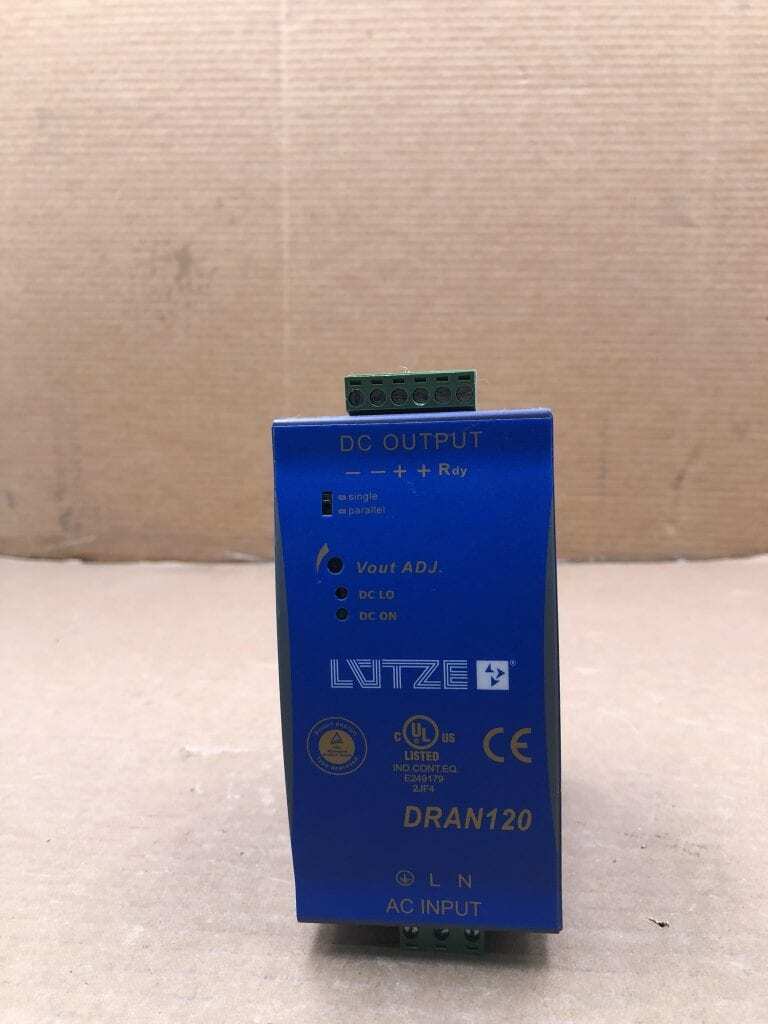 DC OUTPUT
− − + + Rdy
single
parallel
Vout ADJ.
DC LO
DC ON
LÜTZE ®
C UL US
LISTED
IND.CONT.EQ.
E249179
2JF4
CE
DRAN120
L N
AC INPUT